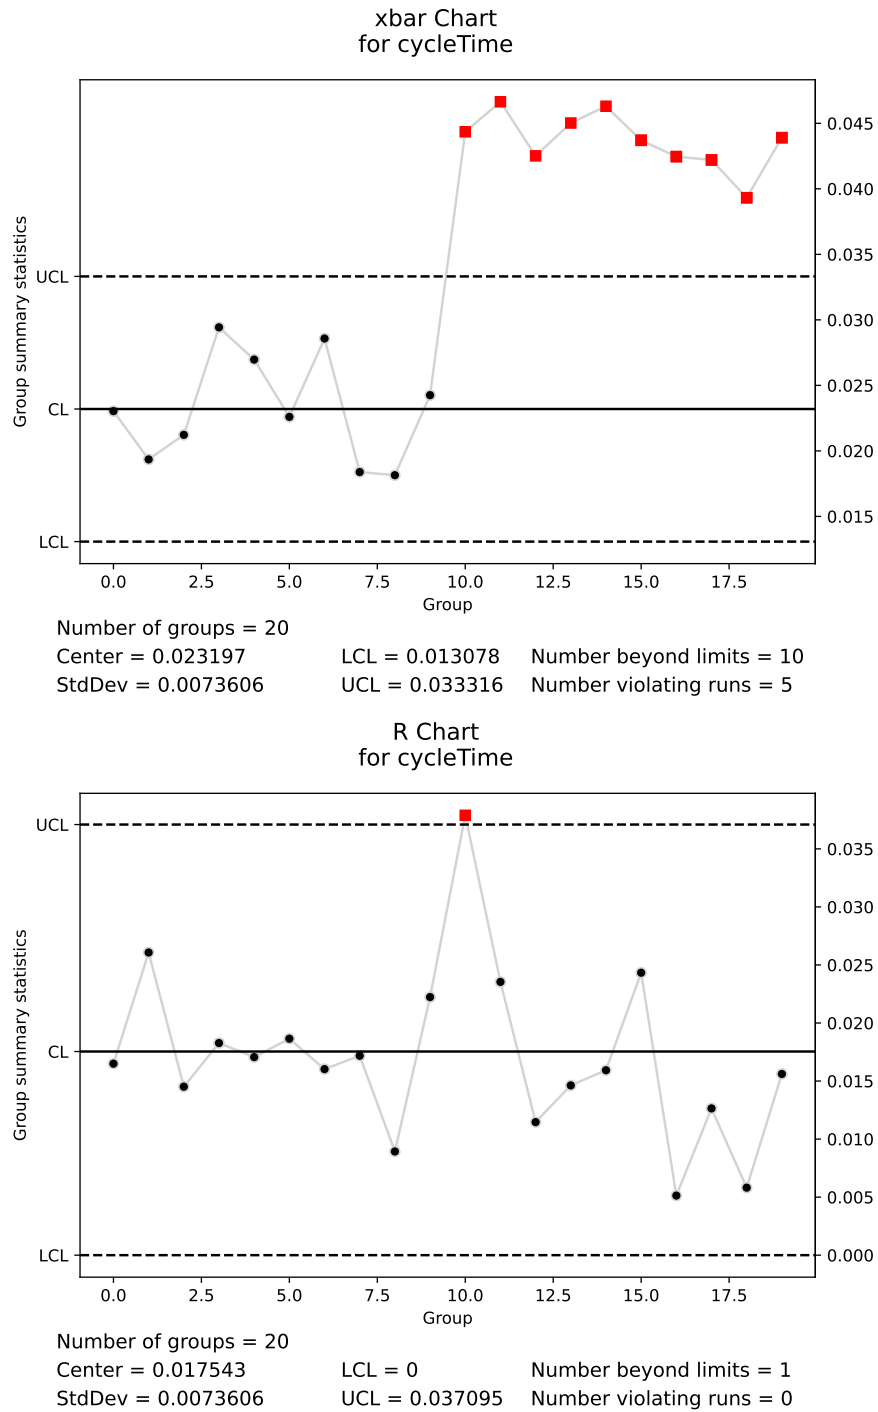 xbar Chart
for cycleTime
Group summary statistics
UCL
CL
LCL
0.045
0.040
0.035
0.030
0.025
0.020
0.015
0.0 2.5 5.0 7.5 10.0 12.5 15.0 17.5
Group
Number of groups = 20
Center = 0.023197 LCL = 0.013078 Number beyond limits = 10
StdDev = 0.0073606 UCL = 0.033316 Number violating runs = 5
R Chart
for cycleTime
Group summary statistics
UCL
CL
LCL
0.035
0.030
0.025
0.020
0.015
0.010
0.005
0.000
0.0 2.5 5.0 7.5 10.0 12.5 15.0 17.5
Group
Number of groups = 20
Center = 0.017543 LCL = 0 Number beyond limits = 1
StdDev = 0.0073606 UCL = 0.037095 Number violating runs = 0